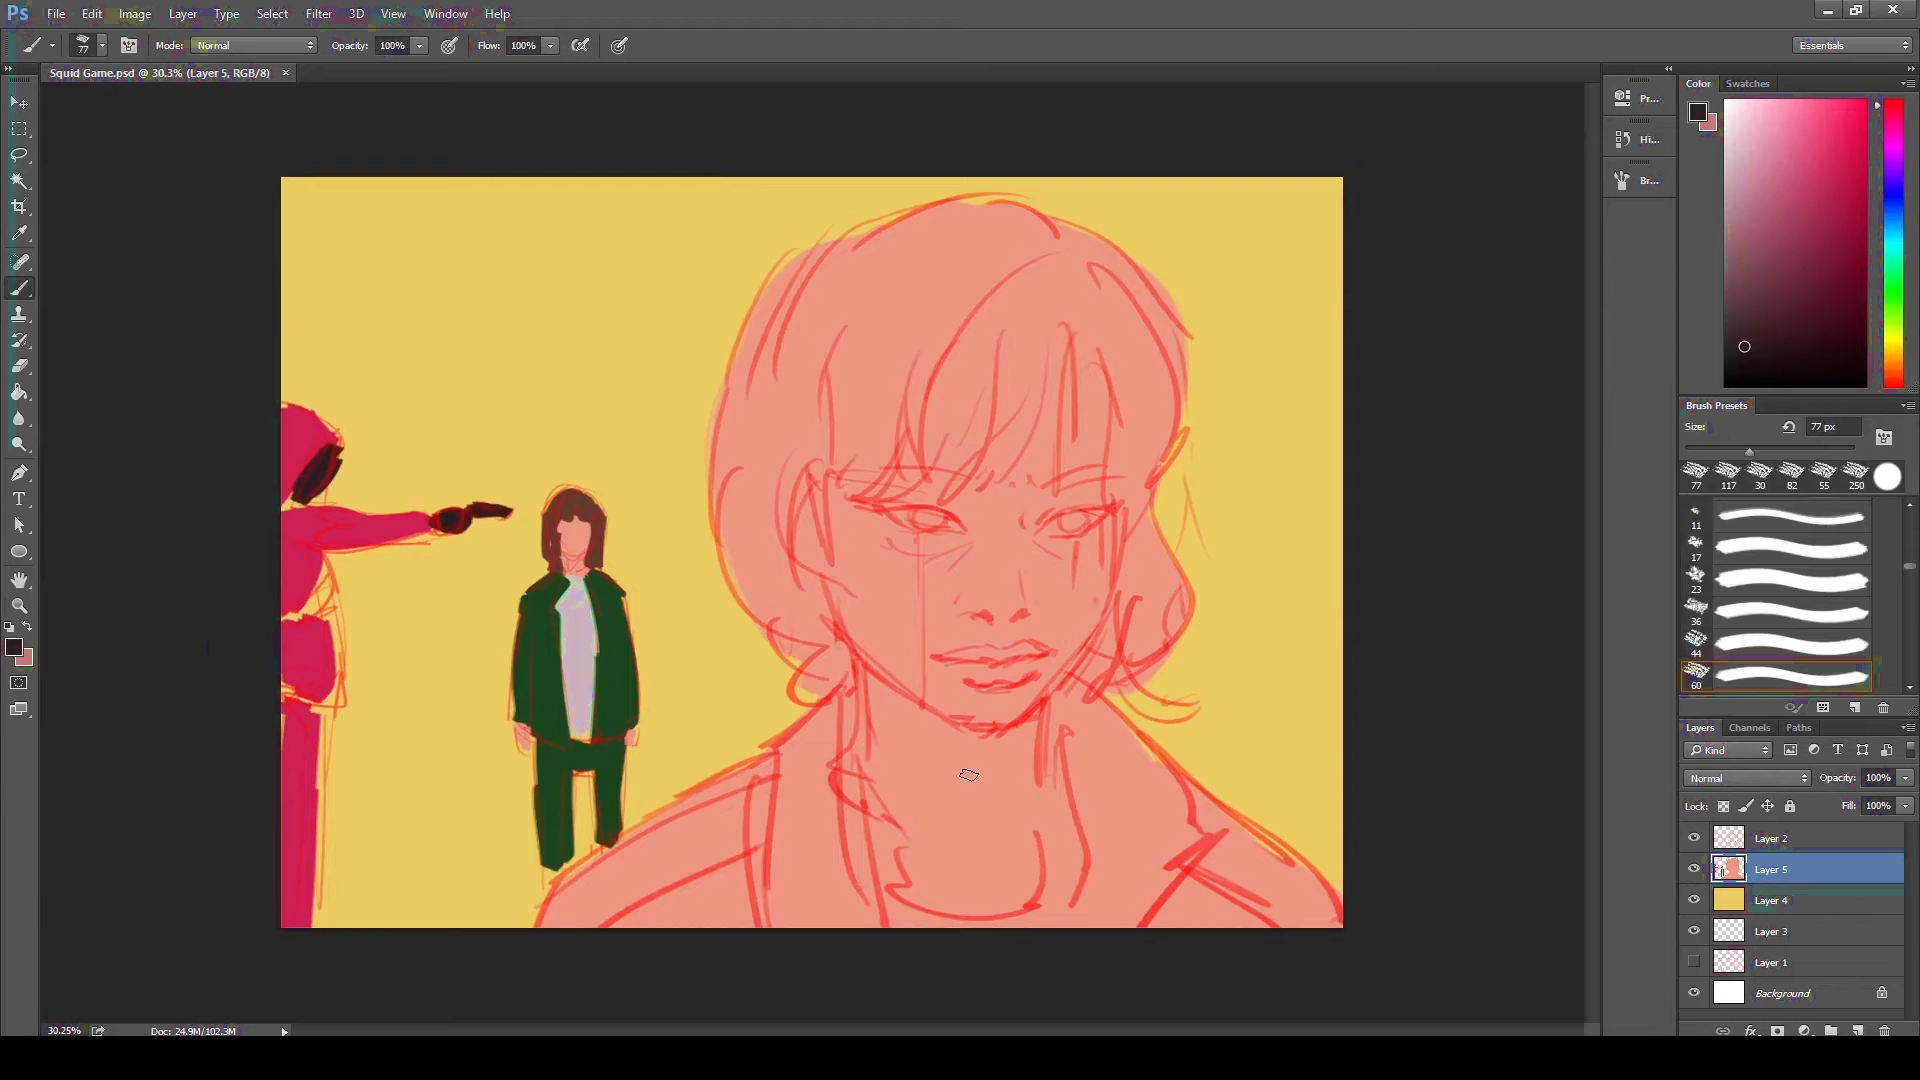 Ps File Edit Image Layer Type Select Filter 3D View Window Help
77 Mode: Normal Opacity: 100% Flow: 100% Essentials
Squid Game.psd @ 30.3% (Layer 5, RGB/8) ×
Color Swatches
Pr...
Hi...
Br...
Brush Presets
Size: 77 px
77 117 30 82 55 250
11
17
23
36
44
60
Layers Channels Paths
Kind
Normal Opacity: 100%
Lock: Fill: 100%
Layer 2
Layer 5
Layer 4
Layer 3
Layer 1
Background
30.25% Doc: 24.9M/102.3M